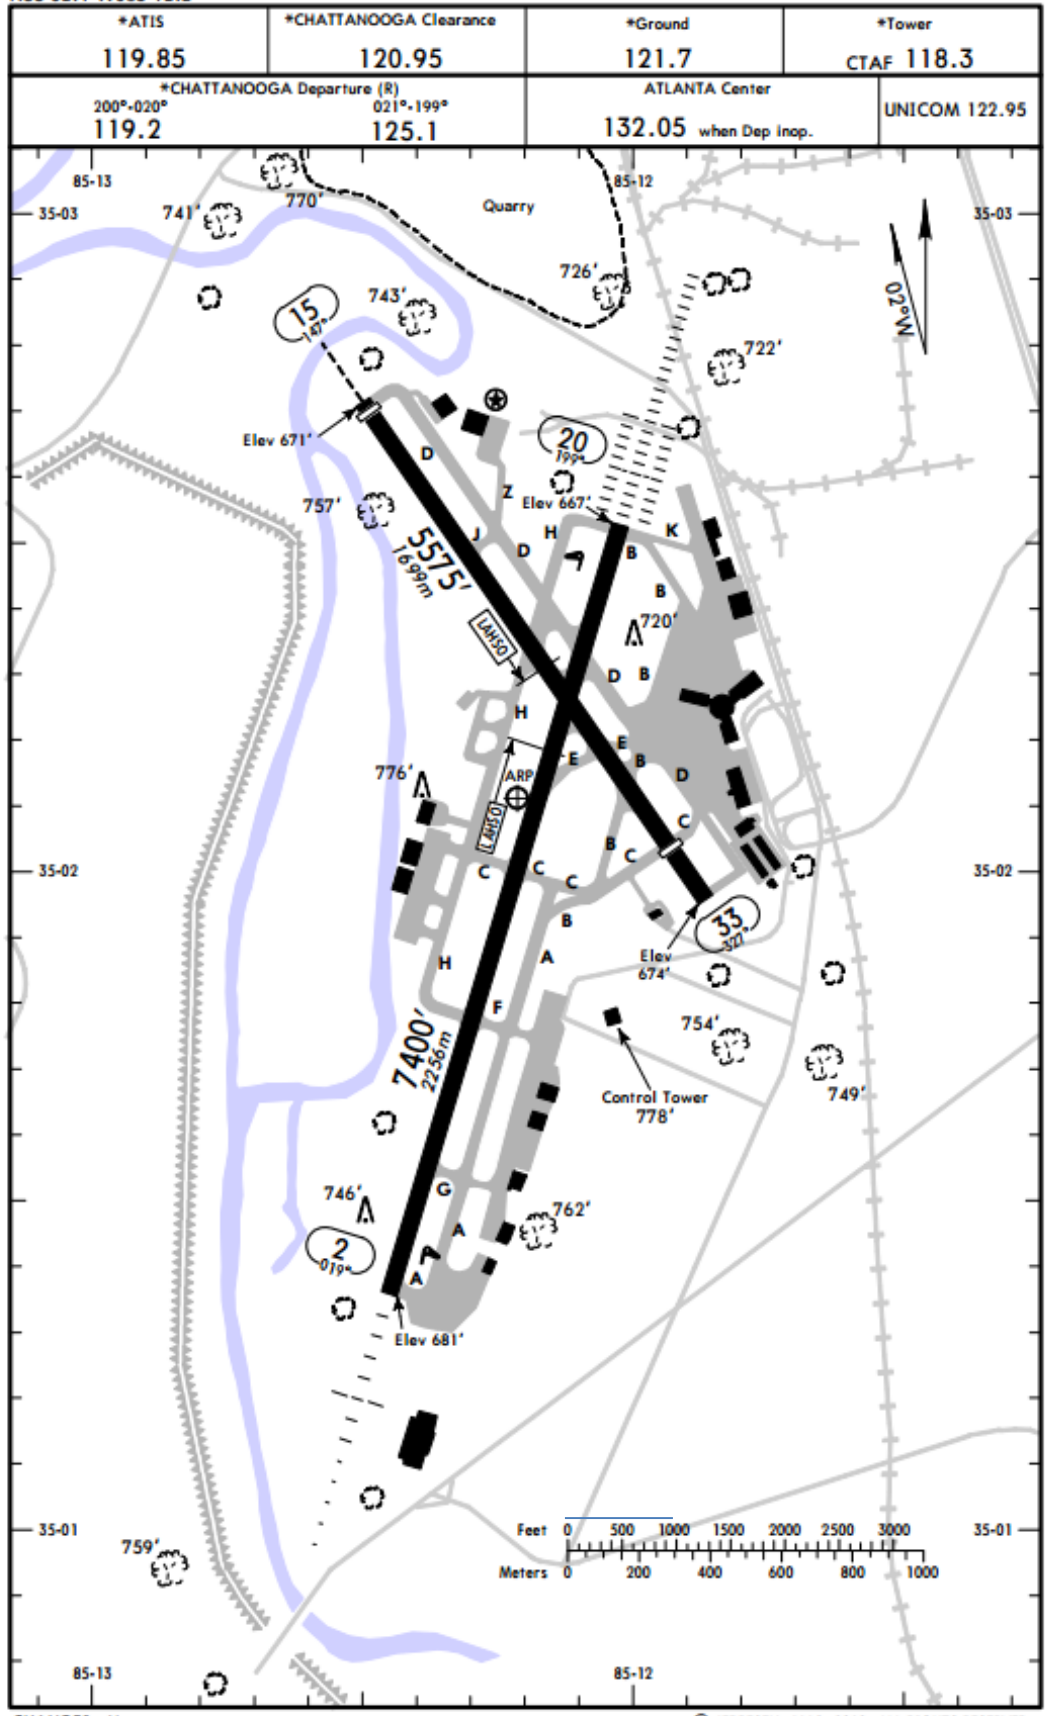 *ATIS
119.85
*CHATTANOOGA Clearance
120.95
*Ground
121.7
*Tower
CTAF 118.3
*CHATTANOOGA Departure (R)
200°-020°
119.2
021°-199°
125.1
ATLANTA Center
132.05 when Dep inop.
UNICOM 122.95
85-13
85-12
35-03
35-03
770'
741'
Quarry
726'
743'
15
147°
02°W
722'
Elev 671'
20
199°
D
757'
Z
Elev 667'
J
H
K
D
B
5575'
1699m
B
LAHSO
720'
D
B
H
E
E
B
D
776'
ARP
LAHSO
C
B
C
35-02
C
C
C
35-02
B
33
327°
H
A
Elev
674'
F
754'
7400'
2256m
749'
Control Tower
778'
G
746'
762'
A
2
019°
A
Elev 681'
35-01
Feet 0 500 1000 1500 2000 2500 3000
35-01
759'
Meters 0 200 400 600 800 1000
85-13
85-12